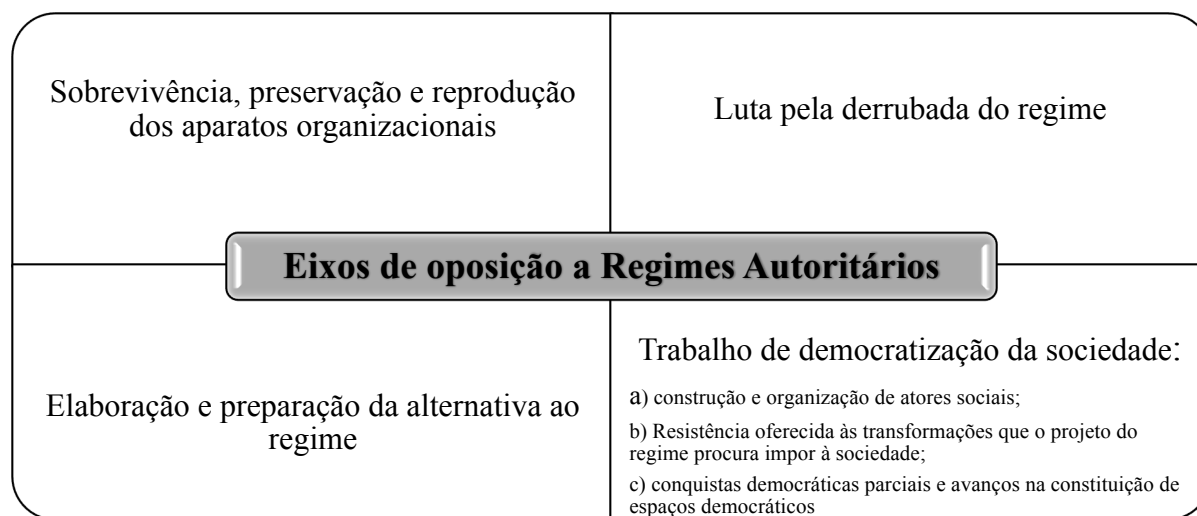 Sobrevivência, preservação e reprodução
dos aparatos organizacionais
Luta pela derrubada do regime
Eixos de oposição a Regimes Autoritários
Elaboração e preparação da alternativa ao
regime
Trabalho de democratização da sociedade:
a) construção e organização de atores sociais;
b) Resistência oferecida às transformações que o projeto do
regime procura impor à sociedade;
c) conquistas democráticas parciais e avanços na constituição de
espaços democráticos